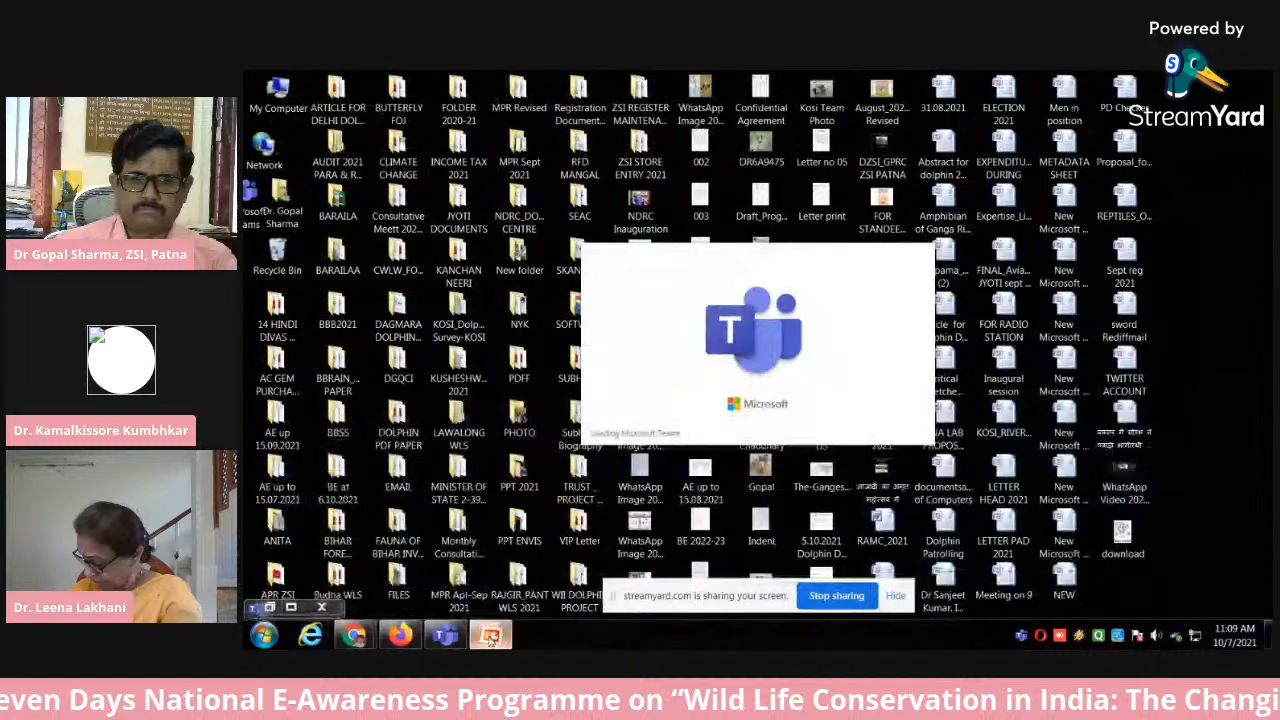 Powered by
StreamYard
Dr Gopal Sharma, ZSI, Patna
Dr. Kamalkissore Kumbhkar
Dr. Leena Lakhani
My Computer
ARTICLE FOR DELHI DOL...
BUTTERFLY FOJ
FOLDER 2020-21
MPR Revised
Registration Document...
ZSI REGISTER MAINTENA...
WhatsApp Image 20...
Confidential Agreement
Kosi Team Photo
August_202... Revised
31.08.2021
ELECTION 2021
Men in position
Network
AUDIT 2021 PARA & R...
CLIMATE CHANGE
INCOME TAX 2021
MPR Sept 2021
RFD MANGAL
ZSI STORE ENTRY 2021
002
DR6A9475
Letter no 05
DZSI_GPRC ZSI PATNA
Abstract for dolphin 2...
EXPENDITU... DURING
METADATA SHEET
Proposal_fo...
Dr. Gopal Sharma
BARAILA
Consultative Meett 202...
JYOTI DOCUMENTS
NDRC_DO... CENTRE
SEAC
NDRC Inauguration
003
Draft_Prog...
Letter print
FOR STANDEE...
Amphibian of Ganga Ri...
Expertise_Li...
New Microsoft ...
REPTILES_O...
Recycle Bin
BARAILAA
CWLW_FO...
KANCHAN NEERI
New folder
(2)
FINAL_Avia... JYOTI sept ...
New Microsoft ...
Sept reg 2021
14 HINDI DIVAS ...
BBB2021
DAGMARA DOLPHIN...
KOSI_Dolp... Survey-KOSI
NYK
FOR RADIO STATION
New Microsoft ...
sword Rediffmail
AC GEM PURCHA...
BBRAIN_... PAPER
DGQCI
KUSHESHW... 2021
PDFF
Inaugural session
New Microsoft ...
TWITTER ACCOUNT
Microsoft
Loading Microsoft Teams
AE up 15.09.2021
BBSS
DOLPHIN PDF PAPER
LAWALONG WLS
PHOTO
KOSI_RIVER...
New Microsoft ...
AE up to 15.07.2021
BE at 6.10.2021
EMAIL
MINISTER OF STATE 2-39...
PPT 2021
TRUST_ PROJECT ...
WhatsApp Image 20...
AE up to 15.08.2021
Gopal
The-Ganges...
documentsa... of Computers
LETTER HEAD 2021
New Microsoft ...
WhatsApp Video 202...
ANITA
BIHAR FORE...
FAUNA OF BIHAR INV...
Monthly Consultati...
PPT ENVIS
VIP Letter
WhatsApp Image 20...
BE 2022-23
Indent
5.10.2021 Dolphin D...
RAMC_2021
Dolphin Patrolling
LETTER PAD 2021
New Microsoft ...
download
APR ZSI
Budha WLS
FILES
MPR Apl-Sep 2021
RAJGIR_PANT WLS 2021
WII DOLPHI PROJECT
Dr Sanjeet Kumar, I...
Meeting on 9
NEW
streamyard.com is sharing your screen.
Stop sharing
Hide
11:09 AM
10/7/2021
even Days National E-Awareness Programme on “Wild Life Conservation in India: The Changi